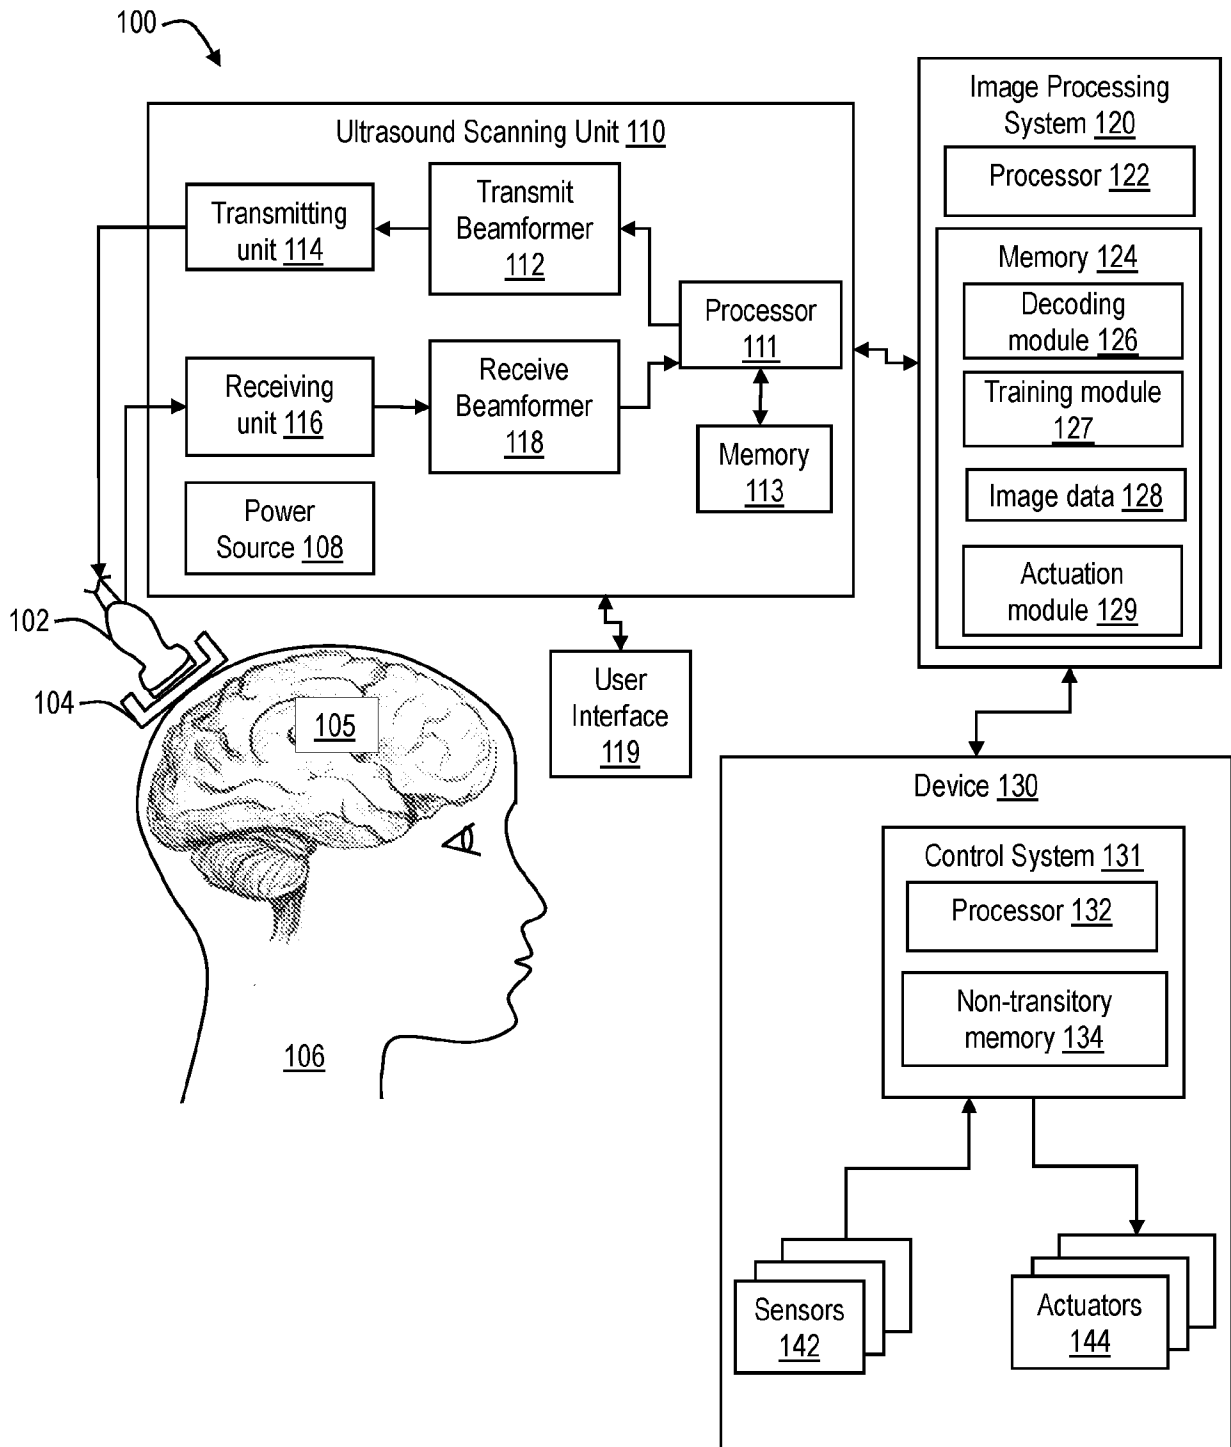 100
Ultrasound Scanning Unit 110
Transmitting
unit 114
Transmit
Beamformer
112
Processor
111
Receiving
unit 116
Receive
Beamformer
118
Memory
113
Power
Source 108
Image Processing
System 120
Processor 122
Memory 124
Decoding
module 126
Training module
127
Image data 128
Actuation
module 129
102
104
105
106
User
Interface
119
Device 130
Control System 131
Processor 132
Non-transitory
memory 134
Sensors
142
Actuators
144